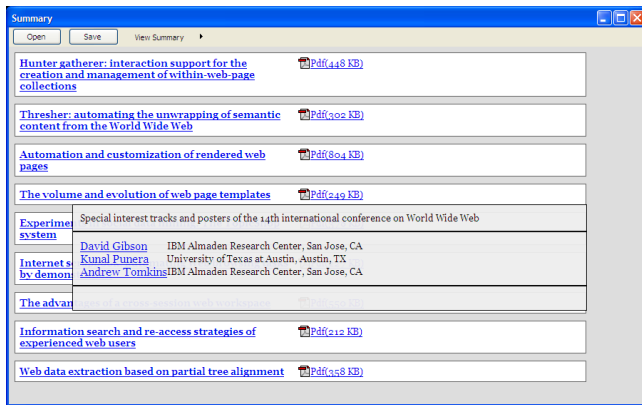 Summary
Open Save View Summary
Hunter gatherer: interaction support for the Pdf(448 KB)
creation and management of within-web-page
collections
Thresher: automating the unwrapping of semantic Pdf(302 KB)
content from the World Wide Web
Automation and customization of rendered web Pdf(804 KB)
pages
The volume and evolution of web page templates Pdf(249 KB)
Special interest tracks and posters of the 14th international conference on World Wide Web
system
David Gibson IBM Almaden Research Center, San Jose, CA
Kunal Punera University of Texas at Austin, Austin, TX
Internet
Andrew Tomkins IBM Almaden Research Center, San Jose, CA
by
The
Information search and re-access strategies of Pdf(212 KB)
experienced web users
Web data extraction based on partial tree alignment Pdf(358 KB)